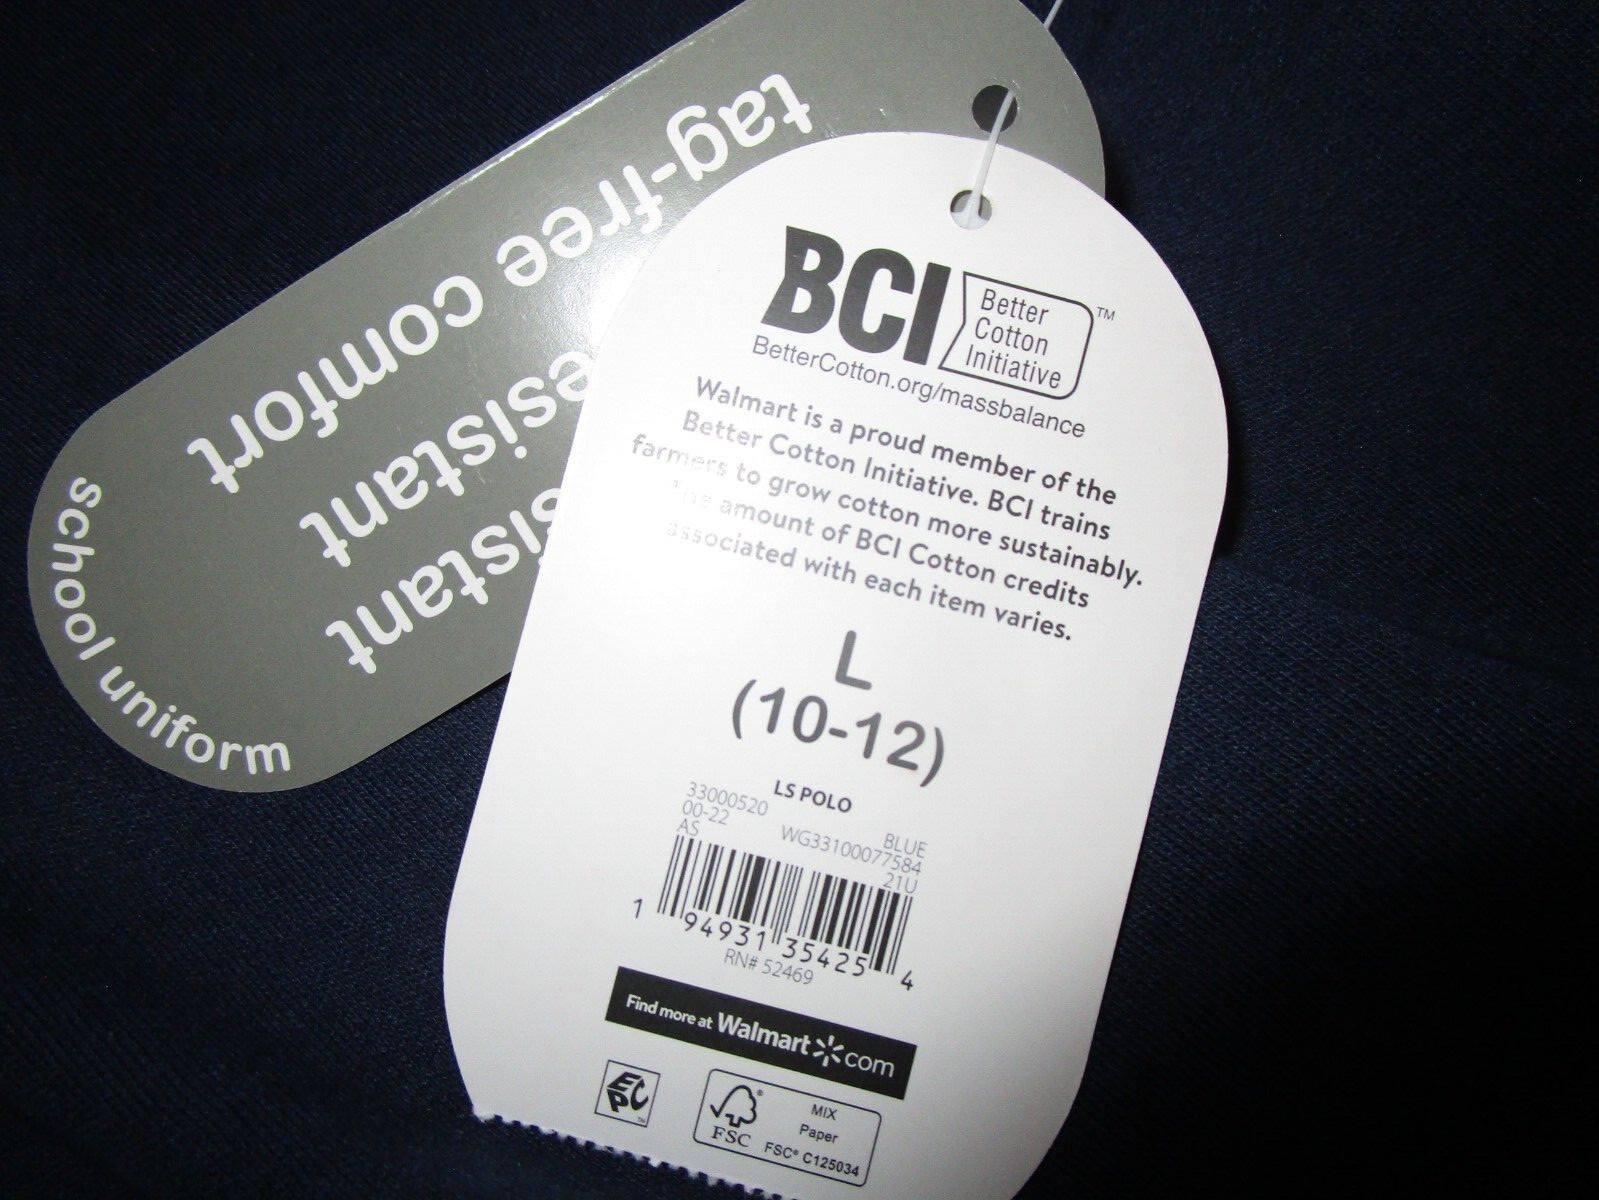 tag-free comfort
esistant
sistant
school uniform
BCI
Better
Cotton
Initiative
™
BetterCotton.org/massbalance
Walmart is a proud member of the
Better Cotton Initiative. BCI trains
farmers to grow cotton more sustainably.
The amount of BCI Cotton credits
associated with each item varies.
L
(10-12)
LS POLO
33000520
00-22 BLUE
AS WG33100077584
21U
1 94931 35425 4
RN# 52469
Find more at Walmart.com
EPC™
FSC®
MIX
Paper
FSC® C125034